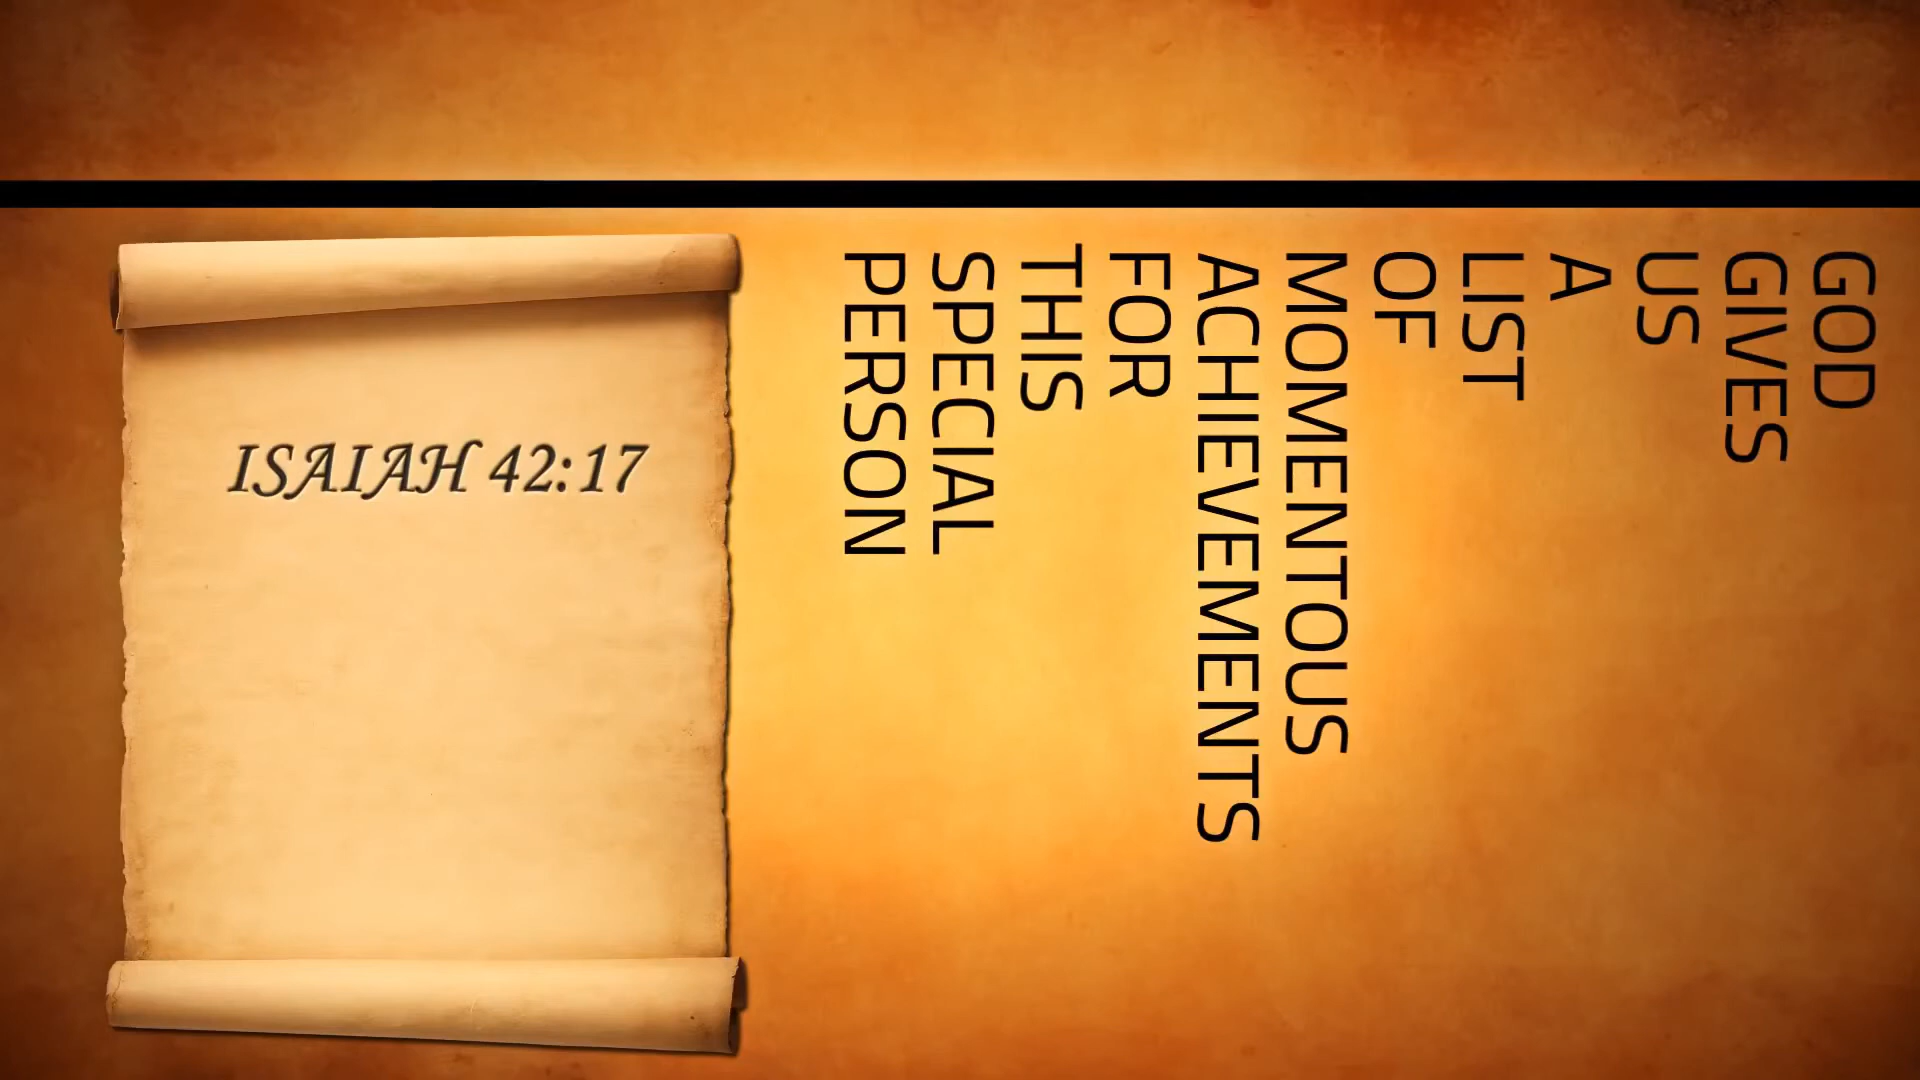 ISAIAH 42:17
GOD
GIVES
US
A
LIST
OF
MOMENTOUS
ACHIEVEMENTS
FOR
THIS
SPECIAL
PERSON